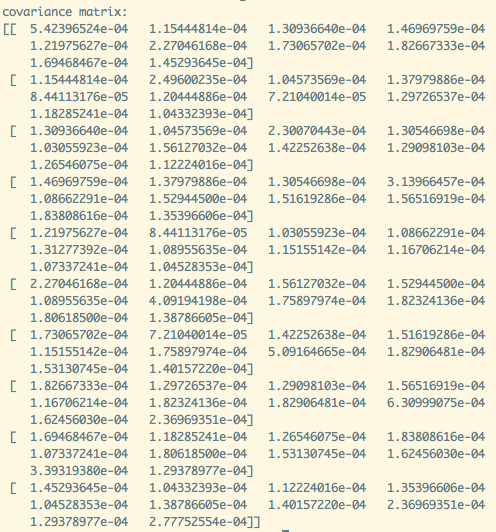 covariance matrix:
[[ 5.42396524e-04 1.15444814e-04 1.30936640e-04 1.46969759e-04
1.21975627e-04 2.27046168e-04 1.73065702e-04 1.82667333e-04
1.69468467e-04 1.45293645e-04]
[ 1.15444814e-04 2.49600235e-04 1.04573569e-04 1.37979886e-04
8.44113176e-05 1.20444886e-04 7.21040014e-05 1.29726537e-04
1.18285241e-04 1.04332393e-04]
[ 1.30936640e-04 1.04573569e-04 2.30070443e-04 1.30546698e-04
1.03055923e-04 1.56127032e-04 1.42252638e-04 1.29098103e-04
1.26546075e-04 1.12224016e-04]
[ 1.46969759e-04 1.37979886e-04 1.30546698e-04 3.13966457e-04
1.08662291e-04 1.52944500e-04 1.51619286e-04 1.56516919e-04
1.83808616e-04 1.35396606e-04]
[ 1.21975627e-04 8.44113176e-05 1.03055923e-04 1.08662291e-04
1.31277392e-04 1.08955635e-04 1.15155142e-04 1.16706214e-04
1.07337241e-04 1.04528353e-04]
[ 2.27046168e-04 1.20444886e-04 1.56127032e-04 1.52944500e-04
1.08955635e-04 4.09194198e-04 1.75897974e-04 1.82324136e-04
1.80618500e-04 1.38786605e-04]
[ 1.73065702e-04 7.21040014e-05 1.42252638e-04 1.51619286e-04
1.15155142e-04 1.75897974e-04 5.09164665e-04 1.82906481e-04
1.53130745e-04 1.40157220e-04]
[ 1.82667333e-04 1.29726537e-04 1.29098103e-04 1.56516919e-04
1.16706214e-04 1.82324136e-04 1.82906481e-04 6.30999075e-04
1.62456030e-04 2.36969351e-04]
[ 1.69468467e-04 1.18285241e-04 1.26546075e-04 1.83808616e-04
1.07337241e-04 1.80618500e-04 1.53130745e-04 1.62456030e-04
3.39319380e-04 1.29378977e-04]
[ 1.45293645e-04 1.04332393e-04 1.12224016e-04 1.35396606e-04
1.04528353e-04 1.38786605e-04 1.40157220e-04 2.36969351e-04
1.29378977e-04 2.77752554e-04]]